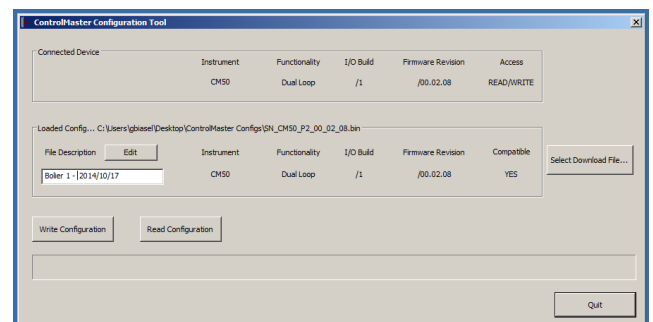 ControlMaster Configuration Tool
Connected Device
Instrument Functionality I/O Build Firmware Revision Access
CM50 Dual Loop /1 /00.02.08 READ/WRITE
Loaded Config... C:\Users\gbiasel\Desktop\ControlMaster Configs\SN_CM50_P2_00_02_08.bin
File Description Edit Instrument Functionality I/O Build Firmware Revision Compatible
Select Download File...
Bolier 1 - 2014/10/17 CM50 Dual Loop /1 /00.02.08 YES
Write Configuration Read Configuration
Quit